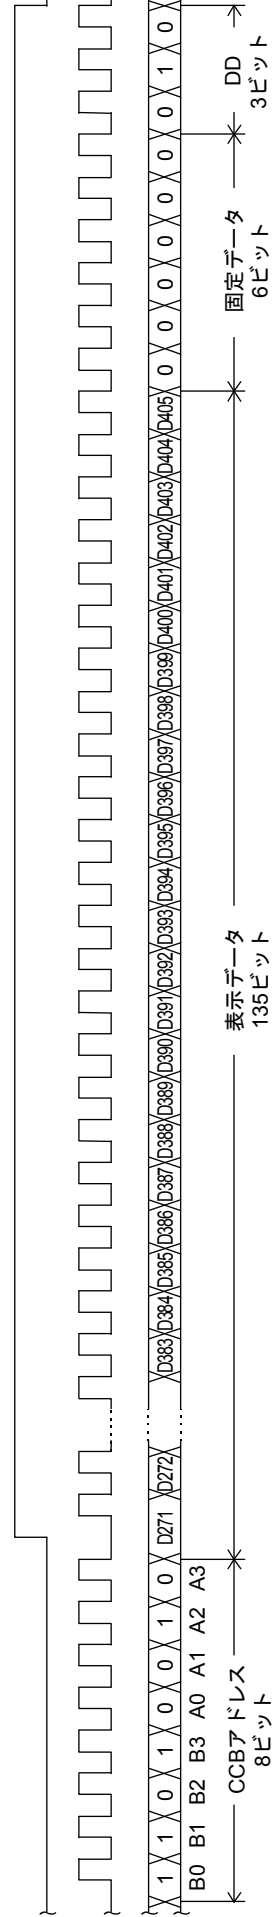 1 1 0 1 0 0 1 0 D271 D272 D383 D384 D385 D386 D387 D388 D389 D390 D391 D392 D393 D394 D395 D396 D397 D398 D399 D400 D401 D402 D403 D404 D405 0 0 0 0 0 0 0 1 0
B0 B1 B2 B3 A0 A1 A2 A3
CCBアドレス
8ビット
表示データ
135ビット
固定データ
6ビット
DD
3ビット